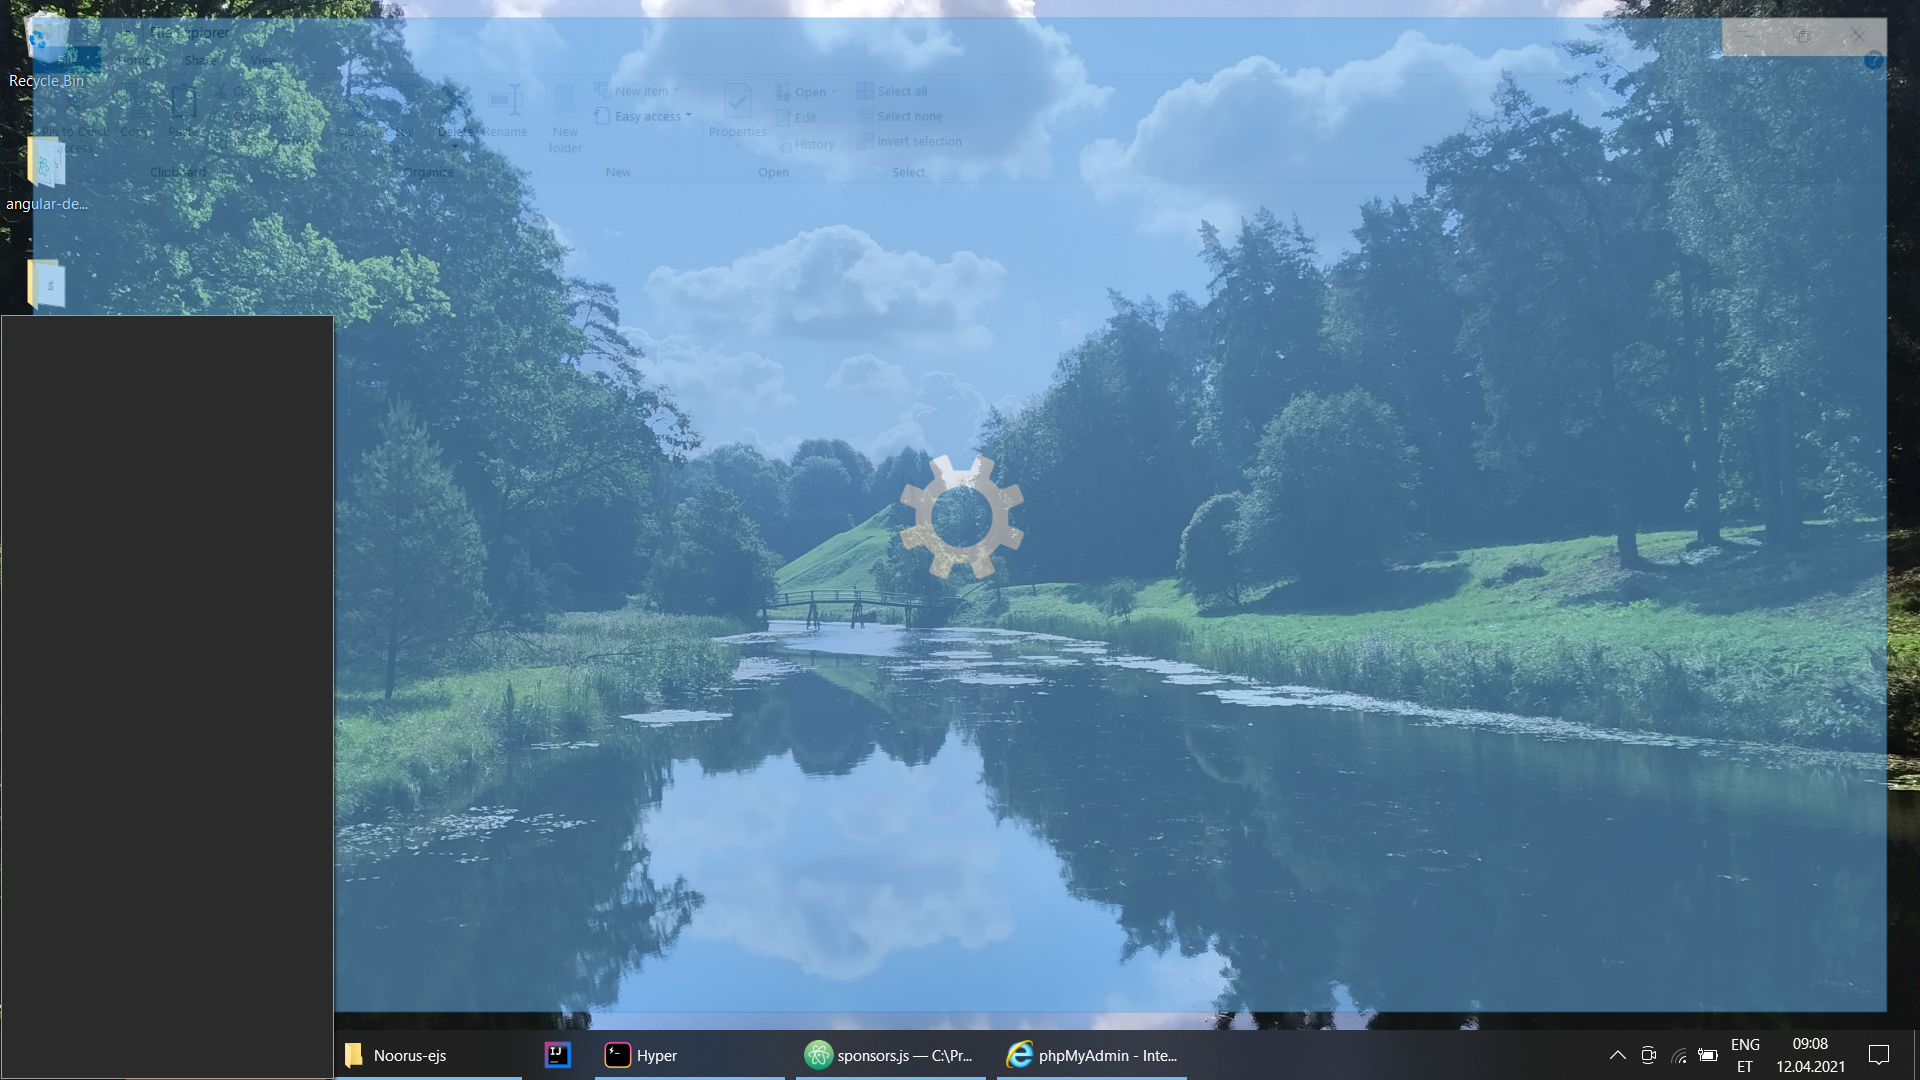 File Explorer
Home Share View
Recycle Bin
New item
Easy access
Pin to Quick access
Copy
Delete
Rename
New folder
Properties
Open
Edit
History
Select all
Select none
Invert selection
Clipboard
Organize
New
Open
Select
angular-de...
Noorus-ejs
Hyper
sponsors.js — C:\Pr...
phpMyAdmin - Inte...
ENG
ET
09:08
12.04.2021